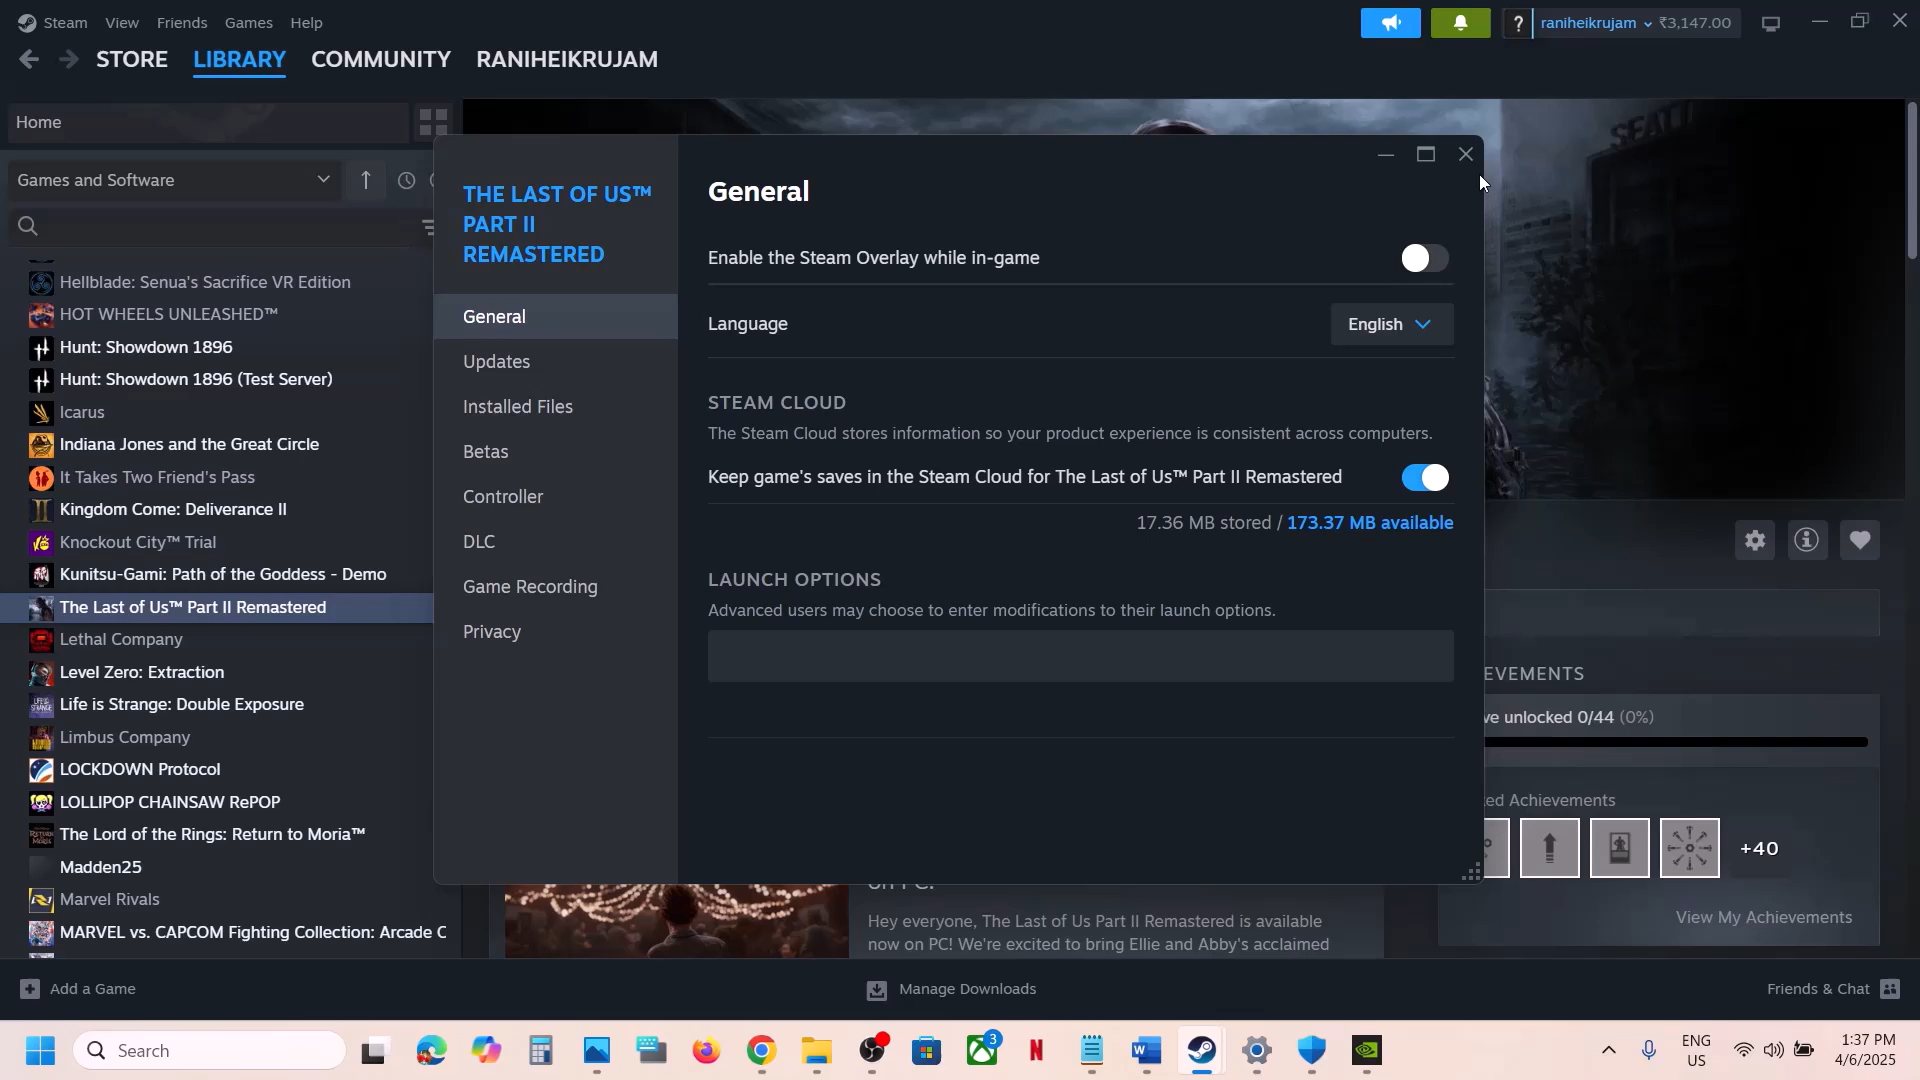 Steam View Friends Games Help
raniheikrujam ₹3,147.00
STORE LIBRARY COMMUNITY RANIHEIKRUJAM
Home
Games and Software
Hellblade: Senua's Sacrifice VR Edition
HOT WHEELS UNLEASHED™
Hunt: Showdown 1896
Hunt: Showdown 1896 (Test Server)
Icarus
Indiana Jones and the Great Circle
It Takes Two Friend's Pass
Kingdom Come: Deliverance II
Knockout City™ Trial
Kunitsu-Gami: Path of the Goddess - Demo
The Last of Us™ Part II Remastered
Lethal Company
Level Zero: Extraction
Life is Strange: Double Exposure
Limbus Company
LOCKDOWN Protocol
LOLLIPOP CHAINSAW RePOP
The Lord of the Rings: Return to Moria™
Madden25
Marvel Rivals
MARVEL vs. CAPCOM Fighting Collection: Arcade C
THE LAST OF US™
PART II
REMASTERED
General
Updates
Installed Files
Betas
Controller
DLC
Game Recording
Privacy
General
Enable the Steam Overlay while in-game
Language English
STEAM CLOUD
The Steam Cloud stores information so your product experience is consistent across computers.
Keep game's saves in the Steam Cloud for The Last of Us™ Part II Remastered
17.36 MB stored / 173.37 MB available
LAUNCH OPTIONS
Advanced users may choose to enter modifications to their launch options.
SEATTL
EVEMENTS
ve unlocked 0/44 (0%)
ed Achievements
+40
View My Achievements
on PC!
Hey everyone, The Last of Us Part II Remastered is available
now on PC! We're excited to bring Ellie and Abby's acclaimed
Add a Game
Manage Downloads
Friends & Chat
Search
3
ENG
US
1:37 PM
4/6/2025